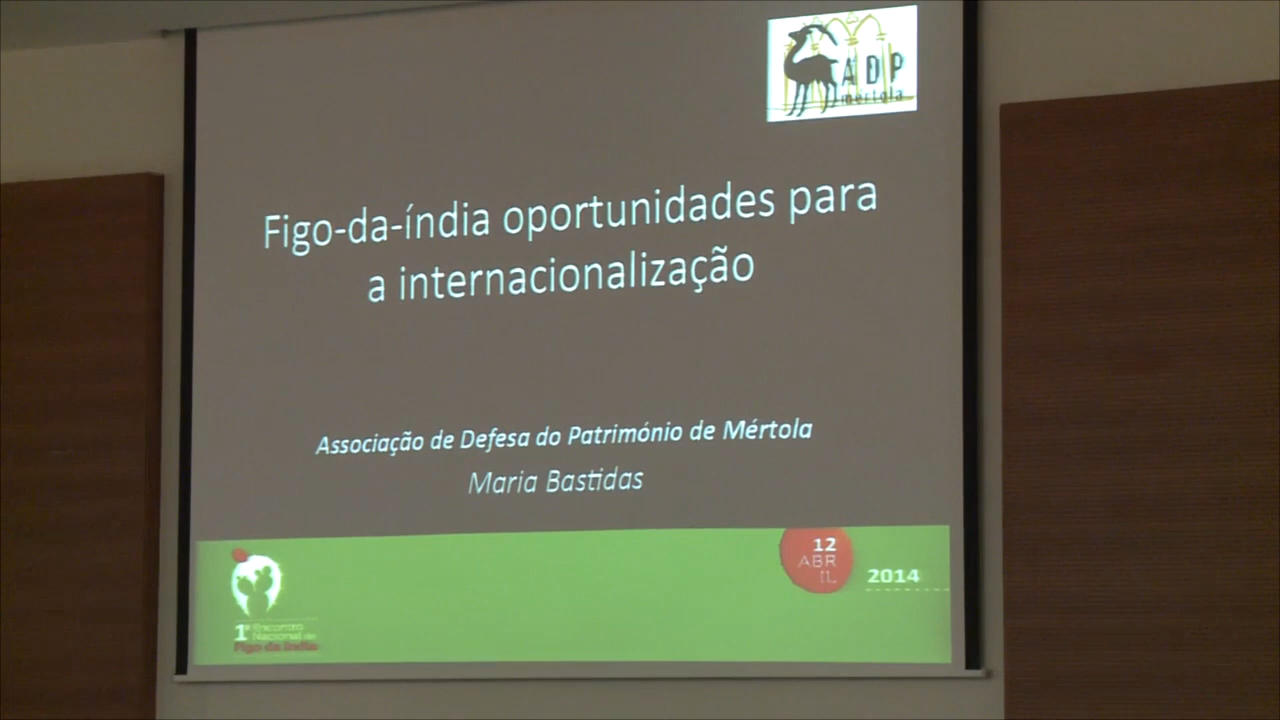 ADP
mértola
Figo-da-índia oportunidades para
a internacionalização
Associação de Defesa do Património de Mértola
Maria Bastidas
12
ABR
IL
2014
1º Encontro
Nacional de
Figo da Índia